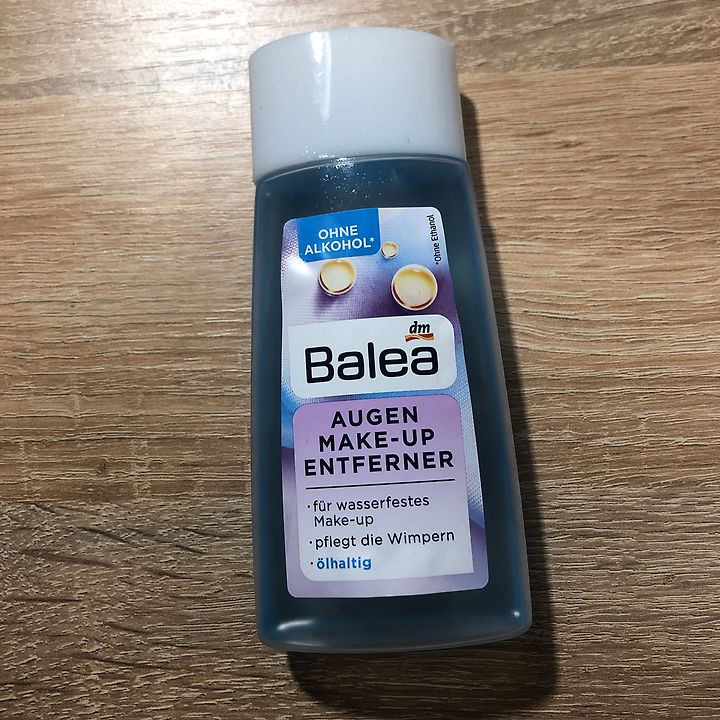 OHNE
ALKOHOL*
*Ohne Ethanol
dm
Balea
AUGEN
MAKE-UP
ENTFERNER
·für wasserfestes
Make-up
·pflegt die Wimpern
·ölhaltig